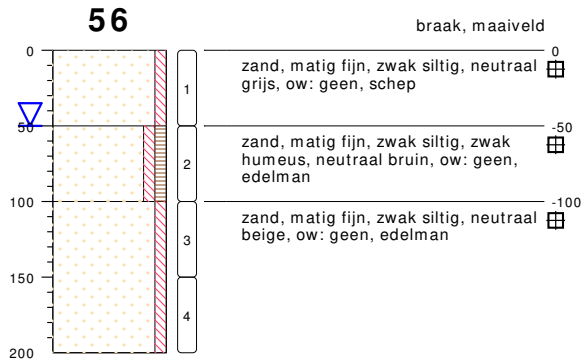 56
braak, maaiveld
0
50
100
150
200
1
2
3
4
0
zand, matig fijn, zwak siltig, neutraal
grijs, ow: geen, schep
-50
zand, matig fijn, zwak siltig, zwak
humeus, neutraal bruin, ow: geen,
edelman
-100
zand, matig fijn, zwak siltig, neutraal
beige, ow: geen, edelman